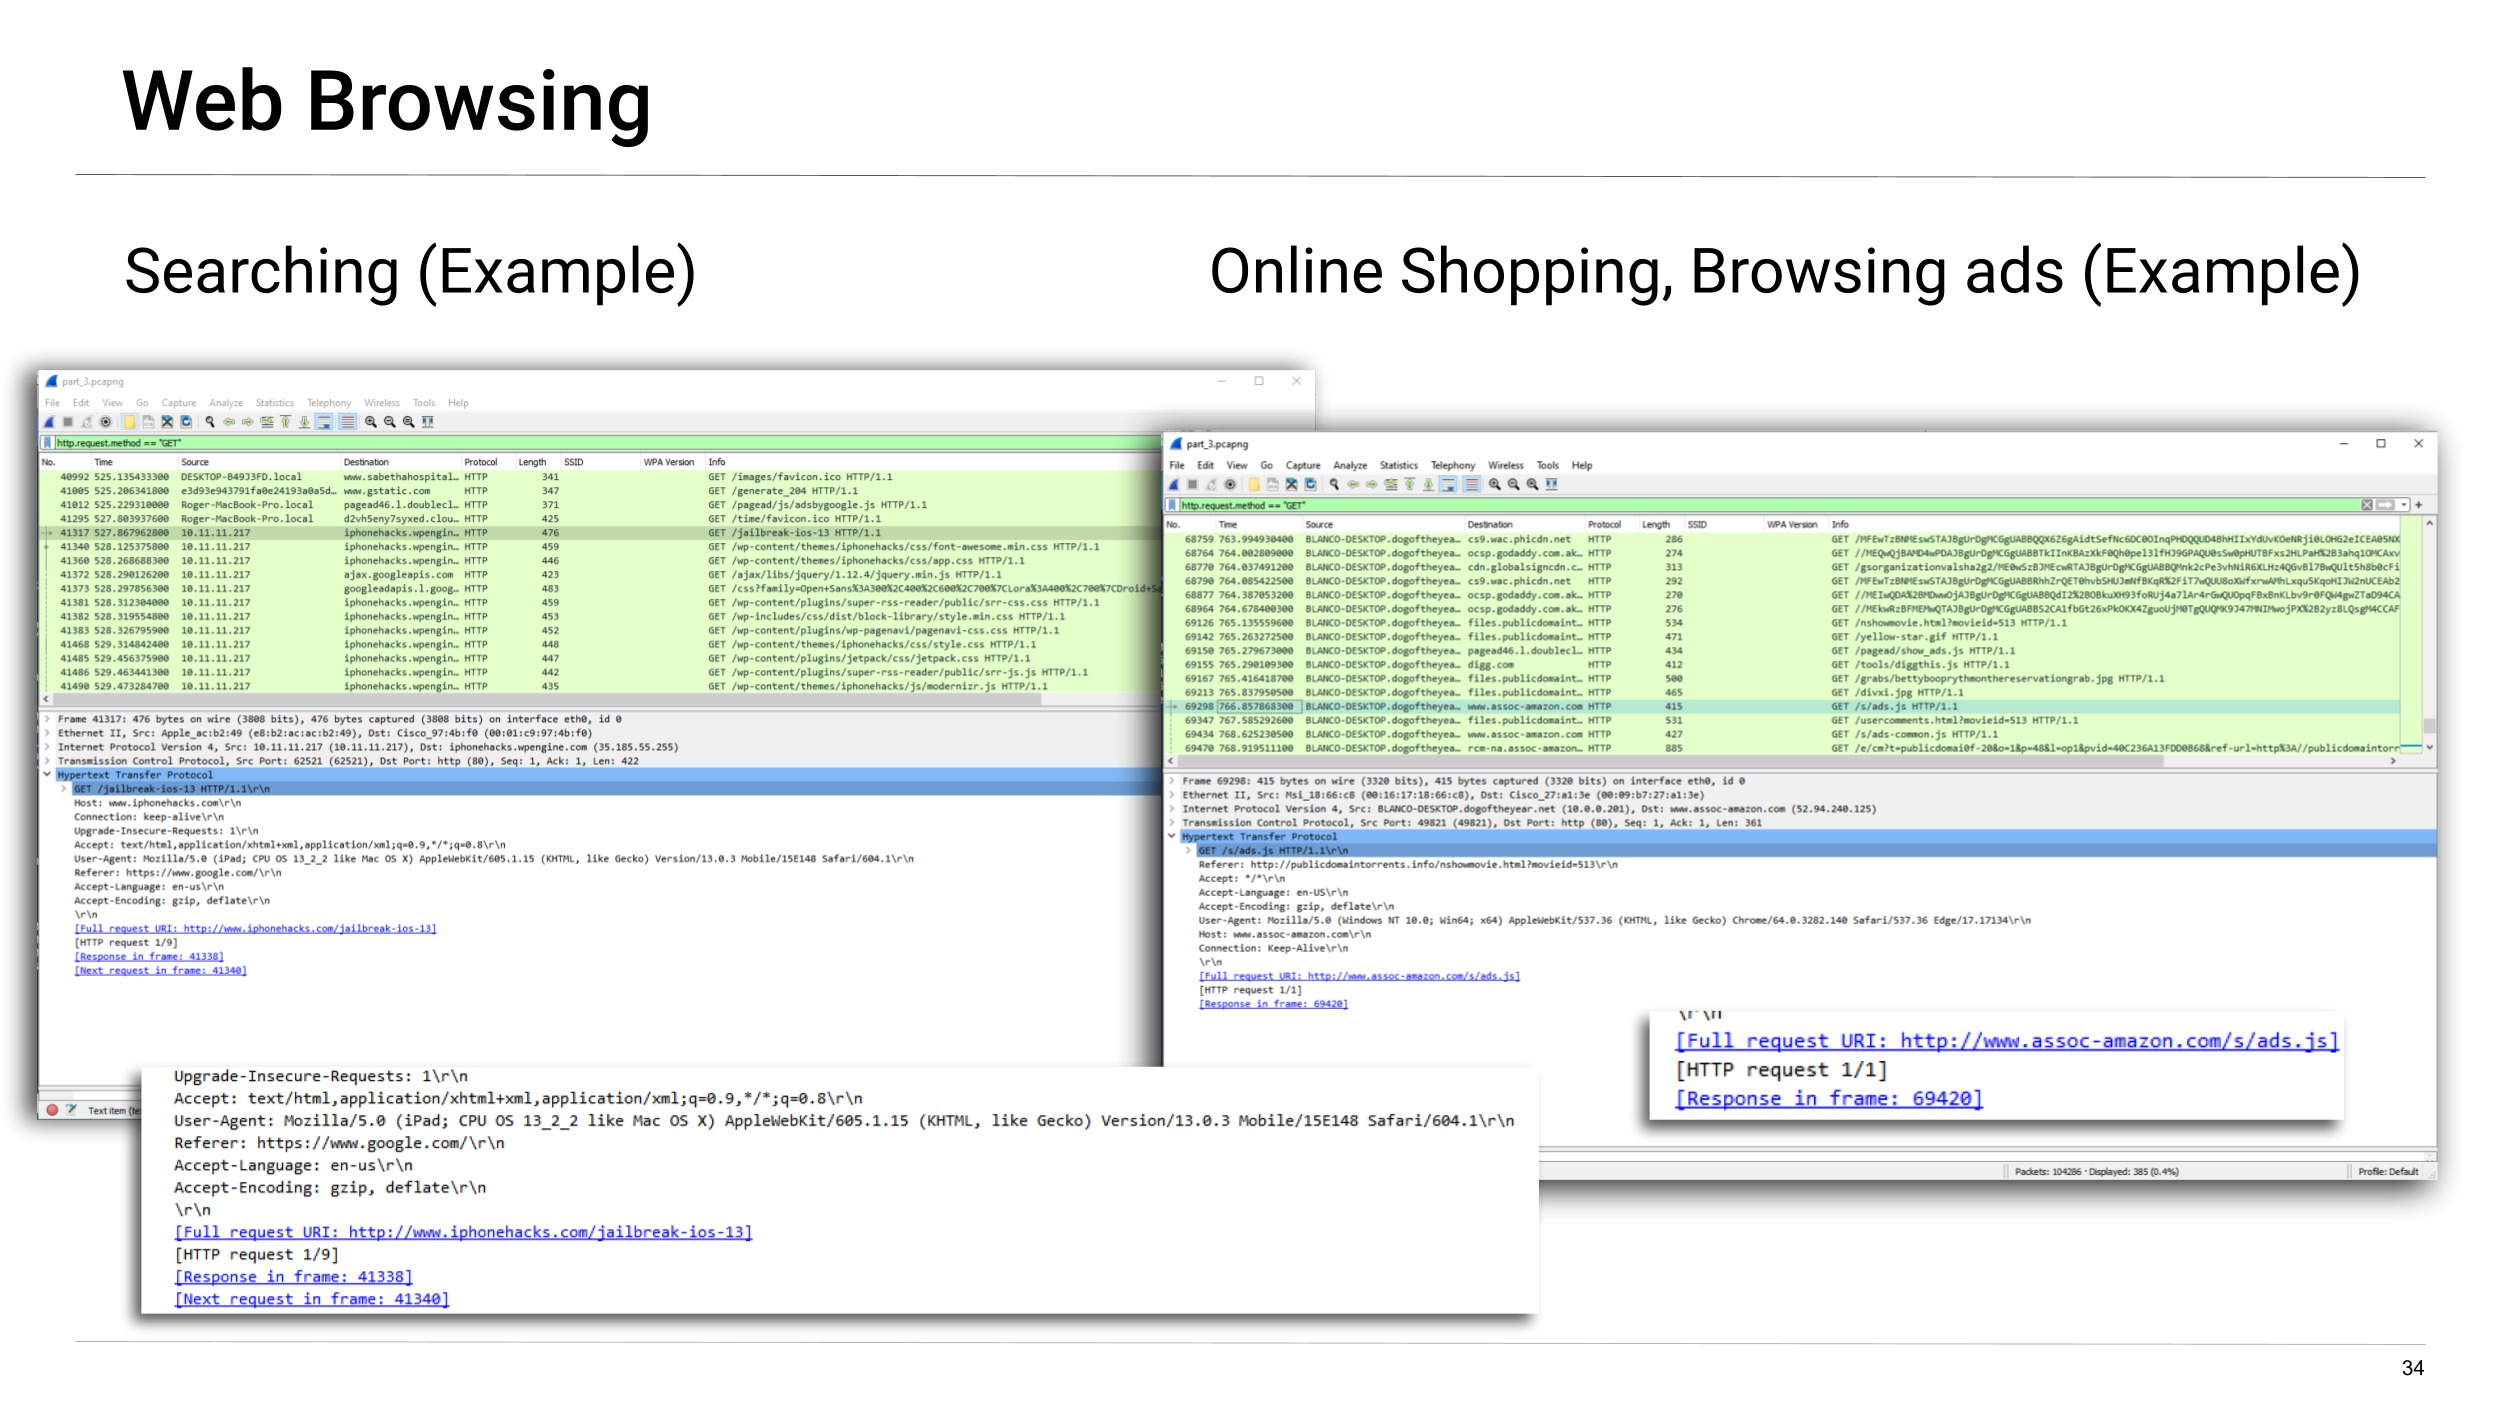 Web Browsing
Searching (Example)
Online Shopping, Browsing ads (Example)
part_3.pcapng
File Edit View Go Capture Analyze Statistics Telephony Wireless Tools Help
http.request.method == "GET"
No. Time Source Destination Protocol Length SSID WPA Version Info
40992 525.135433300 DESKTOP-B49J3FD.local www.sabethahospital… HTTP 341 GET /images/favicon.ico HTTP/1.1
41005 525.206341800 e3d93e943791fa0e24193a0a5d… www.gstatic.com HTTP 347 GET /generate_204 HTTP/1.1
41012 525.229310000 Roger-MacBook-Pro.local pagead46.l.doublecl… HTTP 371 GET /pagead/js/adsbygoogle.js HTTP/1.1
41295 527.803937600 Roger-MacBook-Pro.local d2vh5eny7syxed.clou… HTTP 425 GET /time/favicon.ico HTTP/1.1
41317 527.867962800 10.11.11.217 iphonehacks.wpengin… HTTP 476 GET /jailbreak-ios-13 HTTP/1.1
41340 528.125375800 10.11.11.217 iphonehacks.wpengin… HTTP 459 GET /wp-content/themes/iphonehacks/css/font-awesome.min.css HTTP/1.1
41360 528.268688300 10.11.11.217 iphonehacks.wpengin… HTTP 446 GET /wp-content/themes/iphonehacks/css/app.css HTTP/1.1
41372 528.290126200 10.11.11.217 ajax.googleapis.com HTTP 423 GET /ajax/libs/jquery/1.12.4/jquery.min.js HTTP/1.1
41373 528.297856300 10.11.11.217 googleadapis.l.goog… HTTP 483 GET /css?family=Open+Sans%3A300%2C400%2C600%2C700%7CLora%3A400%2C700%7CDroid+Sa
41381 528.312304000 10.11.11.217 iphonehacks.wpengin… HTTP 459 GET /wp-content/plugins/super-rss-reader/public/srr-css.css HTTP/1.1
41382 528.319554800 10.11.11.217 iphonehacks.wpengin… HTTP 453 GET /wp-includes/css/dist/block-library/style.min.css HTTP/1.1
41383 528.326795900 10.11.11.217 iphonehacks.wpengin… HTTP 452 GET /wp-content/plugins/wp-pagenavi/pagenavi-css.css HTTP/1.1
41468 529.314842400 10.11.11.217 iphonehacks.wpengin… HTTP 448 GET /wp-content/themes/iphonehacks/css/style.css HTTP/1.1
41485 529.456375900 10.11.11.217 iphonehacks.wpengin… HTTP 447 GET /wp-content/plugins/jetpack/css/jetpack.css HTTP/1.1
41486 529.463441300 10.11.11.217 iphonehacks.wpengin… HTTP 442 GET /wp-content/plugins/super-rss-reader/public/srr-js.js HTTP/1.1
41490 529.473284700 10.11.11.217 iphonehacks.wpengin… HTTP 435 GET /wp-content/themes/iphonehacks/js/modernizr.js HTTP/1.1
Frame 41317: 476 bytes on wire (3808 bits), 476 bytes captured (3808 bits) on interface eth0, id 0
Ethernet II, Src: Apple_ac:b2:49 (e8:b2:ac:ac:b2:49), Dst: Cisco_97:4b:f0 (00:01:c9:97:4b:f0)
Internet Protocol Version 4, Src: 10.11.11.217 (10.11.11.217), Dst: iphonehacks.wpengine.com (35.185.55.255)
Transmission Control Protocol, Src Port: 62521 (62521), Dst Port: http (80), Seq: 1, Ack: 1, Len: 422
Hypertext Transfer Protocol
GET /jailbreak-ios-13 HTTP/1.1\r\n
Host: www.iphonehacks.com\r\n
Connection: keep-alive\r\n
Upgrade-Insecure-Requests: 1\r\n
Accept: text/html,application/xhtml+xml,application/xml;q=0.9,*/*;q=0.8\r\n
User-Agent: Mozilla/5.0 (iPad; CPU OS 13_2_2 like Mac OS X) AppleWebKit/605.1.15 (KHTML, like Gecko) Version/13.0.3 Mobile/15E148 Safari/604.1\r\n
Referer: https://www.google.com/\r\n
Accept-Language: en-us\r\n
Accept-Encoding: gzip, deflate\r\n
\r\n
[Full request URI: http://www.iphonehacks.com/jailbreak-ios-13]
[HTTP request 1/9]
[Response in frame: 41338]
[Next request in frame: 41340]
Text item (te
Upgrade-Insecure-Requests: 1\r\n
Accept: text/html,application/xhtml+xml,application/xml;q=0.9,*/*;q=0.8\r\n
User-Agent: Mozilla/5.0 (iPad; CPU OS 13_2_2 like Mac OS X) AppleWebKit/605.1.15 (KHTML, like Gecko) Version/13.0.3 Mobile/15E148 Safari/604.1\r\n
Referer: https://www.google.com/\r\n
Accept-Language: en-us\r\n
Accept-Encoding: gzip, deflate\r\n
\r\n
[Full request URI: http://www.iphonehacks.com/jailbreak-ios-13]
[HTTP request 1/9]
[Response in frame: 41338]
[Next request in frame: 41340]
part_3.pcapng
File Edit View Go Capture Analyze Statistics Telephony Wireless Tools Help
http.request.method == "GET"
No. Time Source Destination Protocol Length SSID WPA Version Info
68759 763.994930400 BLANCO-DESKTOP.dogoftheyea… cs9.wac.phicdn.net HTTP 286 GET
68764 764.002809000 BLANCO-DESKTOP.dogoftheyea… ocsp.godaddy.com.ak… HTTP 274 GET
68770 764.037491200 BLANCO-DESKTOP.dogoftheyea… cdn.globalsigncdn.c… HTTP 313 GET
68790 764.085422500 BLANCO-DESKTOP.dogoftheyea… cs9.wac.phicdn.net HTTP 292 GET
68877 764.387053200 BLANCO-DESKTOP.dogoftheyea… ocsp.godaddy.com.ak… HTTP 270 GET
68964 764.678400300 BLANCO-DESKTOP.dogoftheyea… ocsp.godaddy.com.ak… HTTP 276 GET
69126 765.135559600 BLANCO-DESKTOP.dogoftheyea… files.publicdomaint… HTTP 534 GET /nshowmovie.html?movieid=513 HTTP/1.1
69142 765.263272500 BLANCO-DESKTOP.dogoftheyea… files.publicdomaint… HTTP 471 GET /yellow-star.gif HTTP/1.1
69150 765.279673000 BLANCO-DESKTOP.dogoftheyea… pagead46.l.doublecl… HTTP 434 GET /pagead/show_ads.js HTTP/1.1
69155 765.290109300 BLANCO-DESKTOP.dogoftheyea… digg.com HTTP 412 GET /tools/diggthis.js HTTP/1.1
69167 765.416418700 BLANCO-DESKTOP.dogoftheyea… files.publicdomaint… HTTP 500 GET /grabs/bettybooprythmonthereservationgrab.jpg HTTP/1.1
69213 765.837950500 BLANCO-DESKTOP.dogoftheyea… files.publicdomaint… HTTP 465 GET /divxi.jpg HTTP/1.1
69298 766.857868300 BLANCO-DESKTOP.dogoftheyea… www.assoc-amazon.com HTTP 415 GET /s/ads.js HTTP/1.1
69347 767.585292600 BLANCO-DESKTOP.dogoftheyea… files.publicdomaint… HTTP 531 GET /usercomments.html?movieid=513 HTTP/1.1
69434 768.625230500 BLANCO-DESKTOP.dogoftheyea… www.assoc-amazon.com HTTP 427 GET /s/ads-common.js HTTP/1.1
69470 768.919511100 BLANCO-DESKTOP.dogoftheyea… rcm-na.assoc-amazon… HTTP 885 GET /e/cm?t=publicdomai0f-20&o=1&p=48&l=op1&pvid=40C236A13FDD0B68&ref-url=http%3A//publicdomaintorr
Frame 69298: 415 bytes on wire (3320 bits), 415 bytes captured (3320 bits) on interface eth0, id 0
Ethernet II, Src: Msi_18:66:c8 (00:16:17:18:66:c8), Dst: Cisco_27:a1:3e (00:09:b7:27:a1:3e)
Internet Protocol Version 4, Src: BLANCO-DESKTOP.dogoftheyear.net (10.0.0.201), Dst: www.assoc-amazon.com (52.94.240.125)
Transmission Control Protocol, Src Port: 49821 (49821), Dst Port: http (80), Seq: 1, Ack: 1, Len: 361
Hypertext Transfer Protocol
GET /s/ads.js HTTP/1.1\r\n
Referer: http://publicdomaintorrents.info/nshowmovie.html?movieid=513\r\n
Accept: */*\r\n
Accept-Language: en-US\r\n
Accept-Encoding: gzip, deflate\r\n
User-Agent: Mozilla/5.0 (Windows NT 10.0; Win64; x64) AppleWebKit/537.36 (KHTML, like Gecko) Chrome/64.0.3282.140 Safari/537.36 Edge/17.17134\r\n
Host: www.assoc-amazon.com\r\n
Connection: Keep-Alive\r\n
\r\n
[Full request URI: http://www.assoc-amazon.com/s/ads.js]
[HTTP request 1/1]
[Response in frame: 69420]
\r\n
[Full request URI: http://www.assoc-amazon.com/s/ads.js]
[HTTP request 1/1]
[Response in frame: 69420]
Packets: 104286 · Displayed: 385 (0.4%) Profile: Default
34